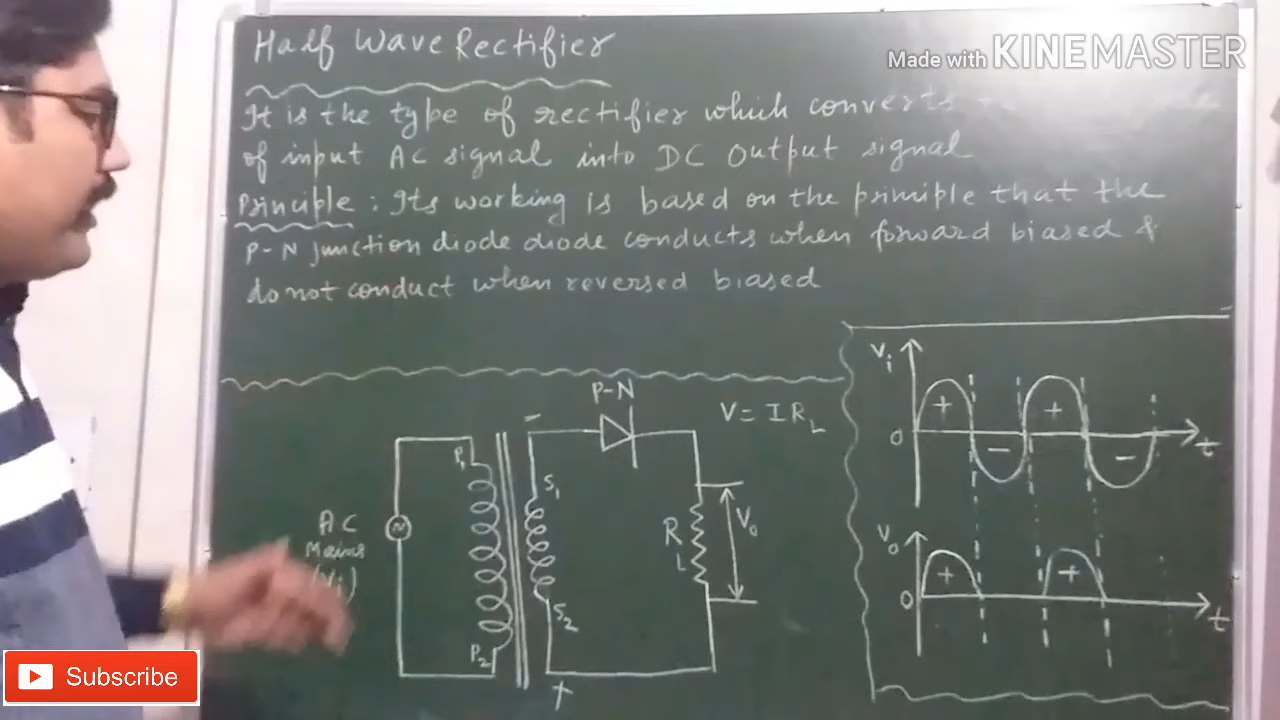 Half Wave Rectifier
Made with KINEMASTER
It is the type of rectifier which converts
of input AC signal into DC output signal
Principle : Its working is based on the principle that the
P-N junction diode diode conducts when forward biased &
do not conduct when reversed biased
P-N
V = I R L
Vi
+
+
0
-
-
t
P1
S1
AC
Mains
(Vi)
~
R L
V0
V0
+
+
0
t
S2
P2
-
+
Subscribe